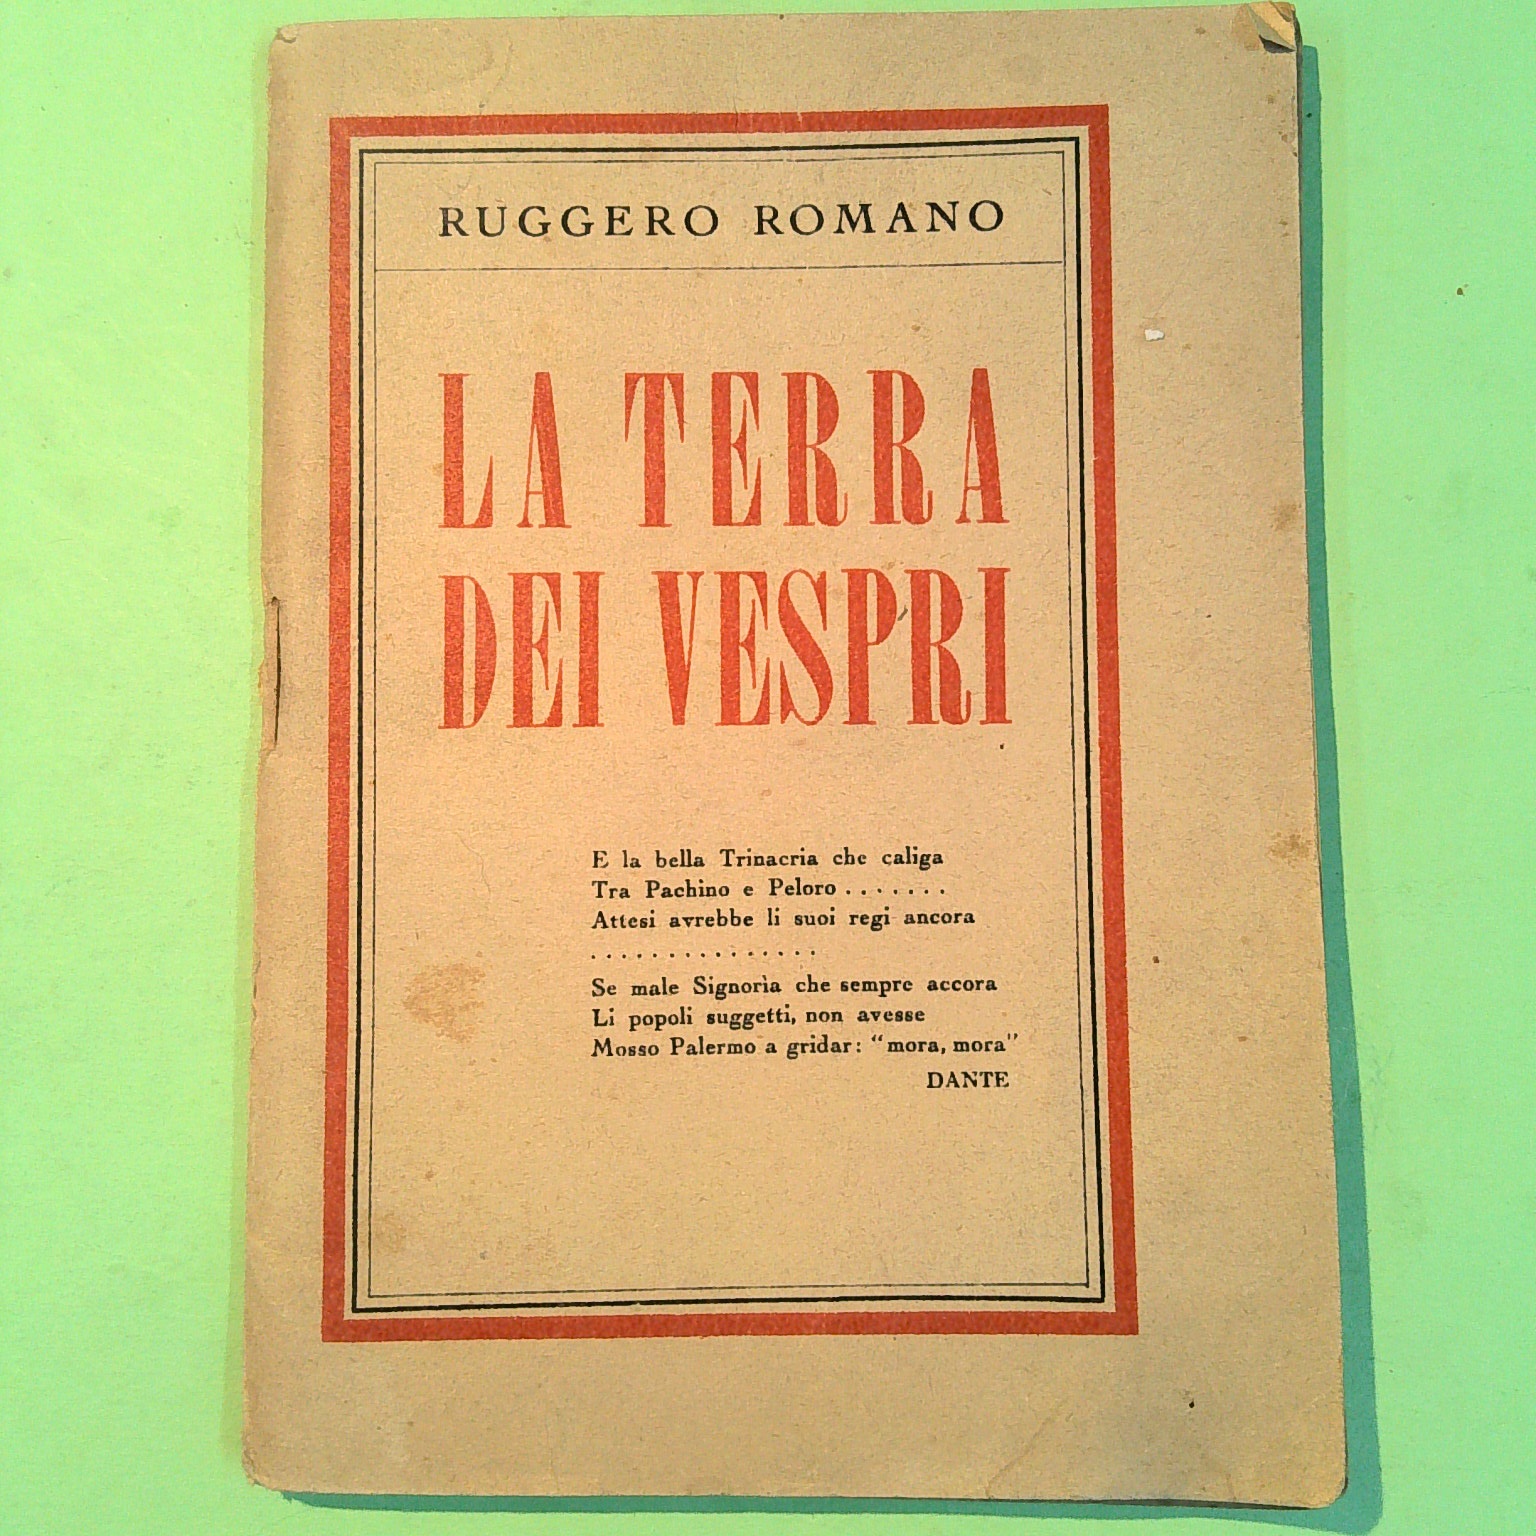 RUGGERO ROMANO
LA TERRA
DEI VESPRI
E la bella Trinacria che caliga
Tra Pachino e Peloro . . . . . . .
Attesi avrebbe li suoi regi ancora
. . . . . . . . . . . . . . .
Se male Signorìa che sempre accora
Li popoli suggetti, non avesse
Mosso Palermo a gridar: “mora, mora”
DANTE